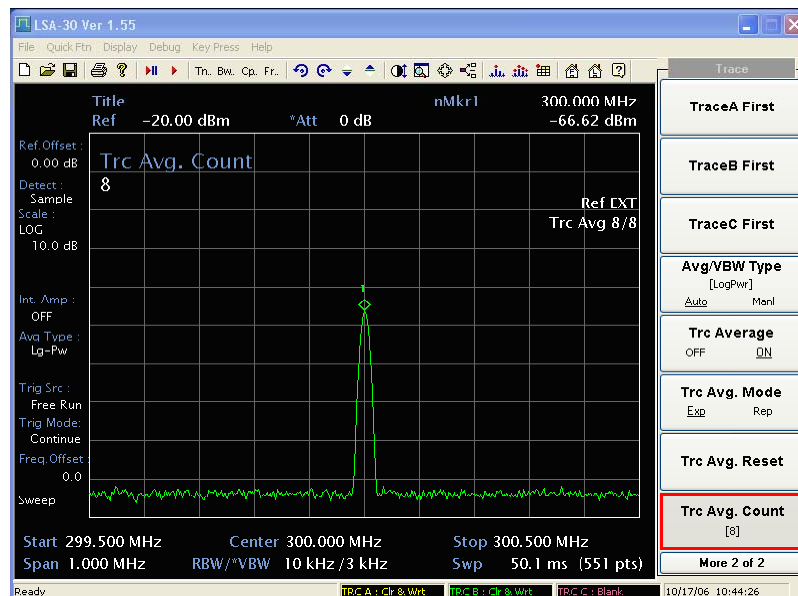 LSA-30 Ver 1.55
File Quick Ftn Display Debug Key Press Help
Tn.. Bw.. Cp.. Fr..
Title nMkr1 300.000 MHz
Ref -20.00 dBm *Att 0 dB -66.62 dBm
Ref.Offset :
0.00 dB
Detect :
Sample
Scale :
LOG
10.0 dB
Int. Amp :
OFF
Avg Type :
Lg-Pw
Trig Src :
Free Run
Trig Mode:
Continue
Freq.Offset :
0.0
Sweep
Trc Avg. Count
8
Ref EXT
Trc Avg 8/8
1
Start 299.500 MHz Center 300.000 MHz Stop 300.500 MHz
Span 1.000 MHz RBW/*VBW 10 kHz /3 kHz Swp 50.1 ms (551 pts)
Trace
TraceA First
TraceB First
TraceC First
Avg/VBW Type
[LogPwr]
Auto Manl
Trc Average
OFF ON
Trc Avg. Mode
Exp Rep
Trc Avg. Reset
Trc Avg. Count
[8]
More 2 of 2
Ready TRC A : Clr & Wrt TRC B : Clr & Wrt TRC C : Blank 10/17/06 10:44:26